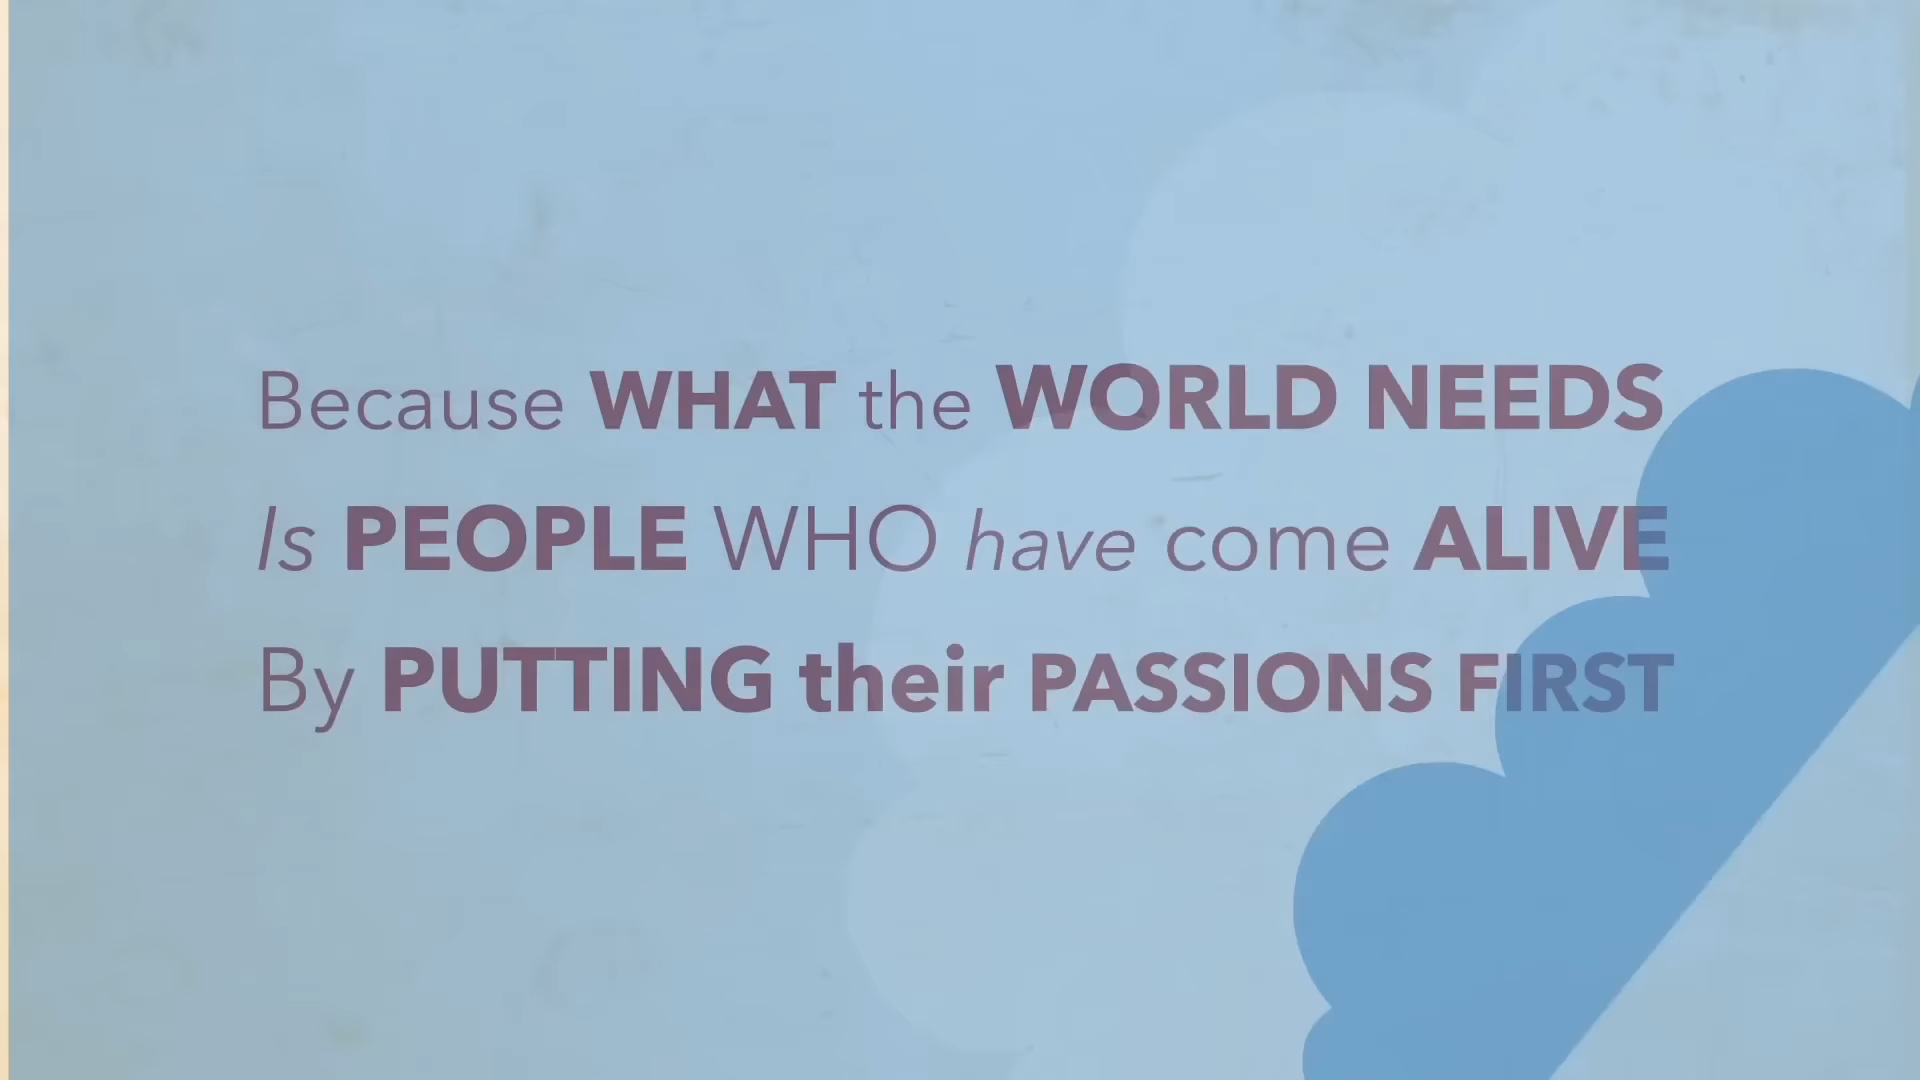 Because WHAT the WORLD NEEDS
Is PEOPLE WHO have come ALIVE
By PUTTING their PASSIONS FIRST